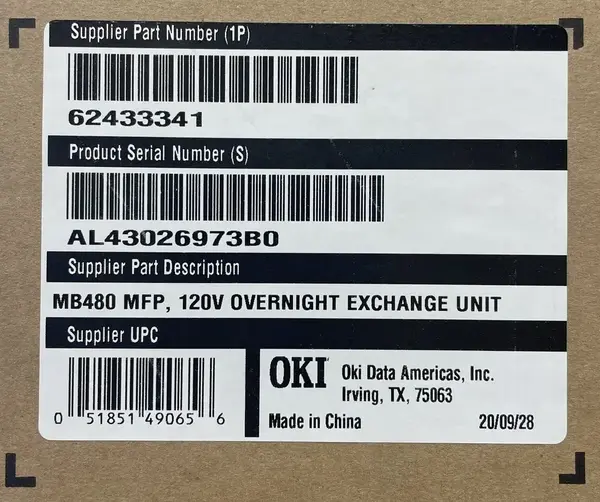 Supplier Part Number (1P)
62433341
Product Serial Number (S)
AL43026973B0
Supplier Part Description
MB480 MFP, 120V OVERNIGHT EXCHANGE UNIT
Supplier UPC
0 51851 49065 6
OKI Oki Data Americas, Inc.
Irving, TX, 75063
Made in China 20/09/28